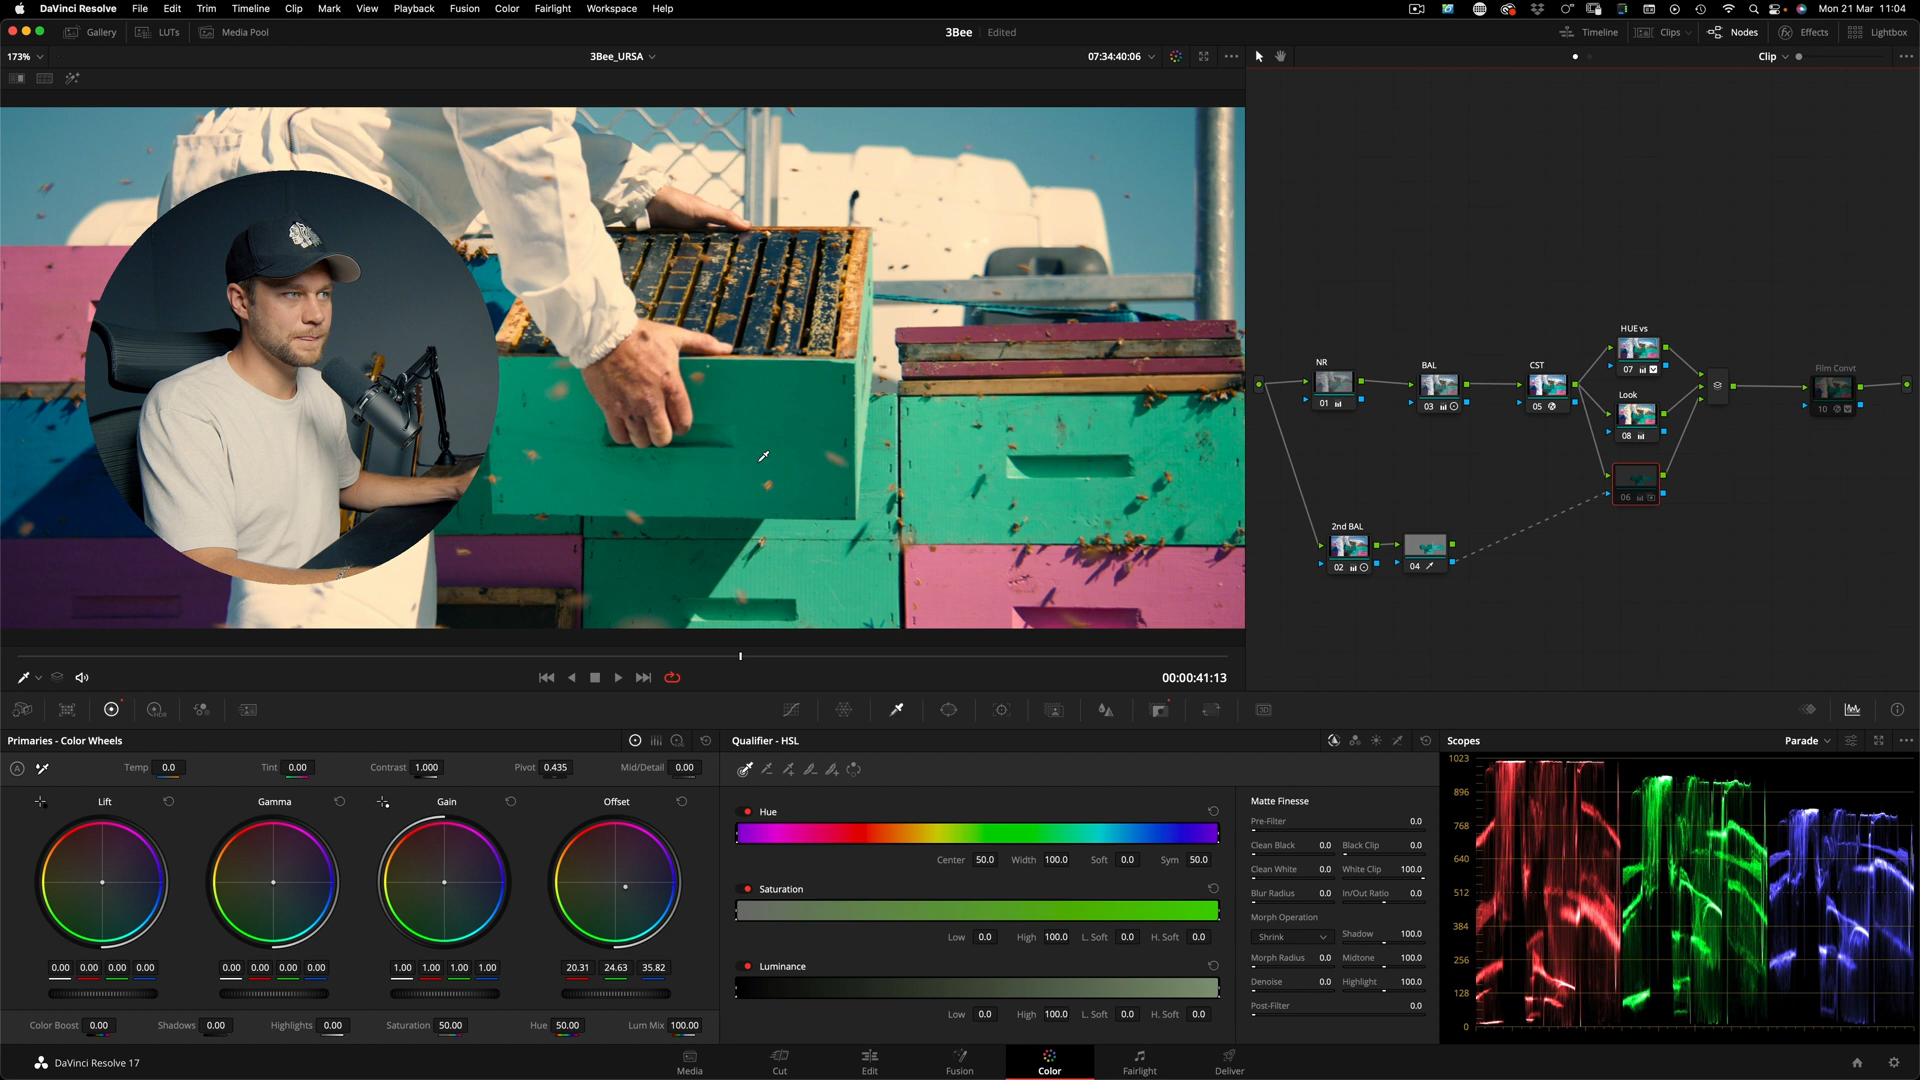 DaVinci Resolve File Edit Trim Timeline Clip Mark View Playback Fusion Color Fairlight Workspace Help Mon 21 Mar 11:04
Gallery LUTs Media Pool 3Bee Edited Timeline Clips Nodes Effects Lightbox
173% 3Bee_URSA 07:34:40:06 Clip
HUE vs
07
NR
01
BAL
03
CST
05
Look
08
06
Film Convt
10
2nd BAL
02
04
00:00:41:13
Primaries - Color Wheels
Temp 0.0 Tint 0.00 Contrast 1.000 Pivot 0.435 Mid/Detail 0.00
Lift Gamma Gain Offset
0.00 0.00 0.00 0.00 0.00 0.00 0.00 0.00 1.00 1.00 1.00 1.00 20.31 24.63 35.82
Color Boost 0.00 Shadows 0.00 Highlights 0.00 Saturation 50.00 Hue 50.00 Lum Mix 100.00
Qualifier - HSL
Hue
Center 50.0 Width 100.0 Soft 0.0 Sym 50.0
Saturation
Low 0.0 High 100.0 L. Soft 0.0 H. Soft 0.0
Luminance
Low 0.0 High 100.0 L. Soft 0.0 H. Soft 0.0
Matte Finesse
Pre-Filter 0.0
Clean Black 0.0 Black Clip 0.0
Clean White 0.0 White Clip 100.0
Blur Radius 0.0 In/Out Ratio 0.0
Morph Operation
Shrink Shadow 100.0
Morph Radius 0.0 Midtone 100.0
Denoise 0.0 Highlight 100.0
Post-Filter 0.0
Scopes Parade
1023
896
768
640
512
384
256
128
0
DaVinci Resolve 17
Media Cut Edit Fusion Color Fairlight Deliver